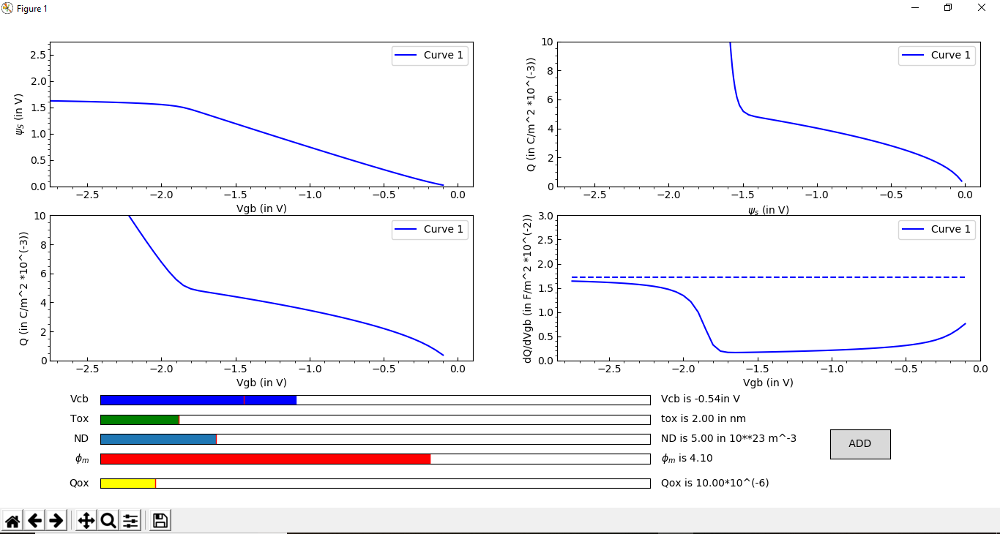 Figure 1
2.5
2.0
1.5
1.0
0.5
0.0
ψS (in V)
Curve 1
−2.5 −2.0 −1.5 −1.0 −0.5 0.0
Vgb (in V)
10
8
6
4
2
0
Q (in C/m^2 *10^(-3))
Curve 1
−2.5 −2.0 −1.5 −1.0 −0.5 0.0
ψs (in V)
10
8
6
4
2
0
Q (in C/m^2 *10^(-3))
Curve 1
−2.5 −2.0 −1.5 −1.0 −0.5 0.0
Vgb (in V)
3.0
2.5
2.0
1.5
1.0
0.5
0.0
dQ/dVgb (in F/m^2 *10^(-2))
Curve 1
−2.5 −2.0 −1.5 −1.0 −0.5 0.0
Vgb (in V)
Vcb Vcb is -0.54in V
Tox tox is 2.00 in nm
ND ND is 5.00 in 10**23 m^-3
ϕm ϕm is 4.10
Qox Qox is 10.00*10^(-6)
ADD